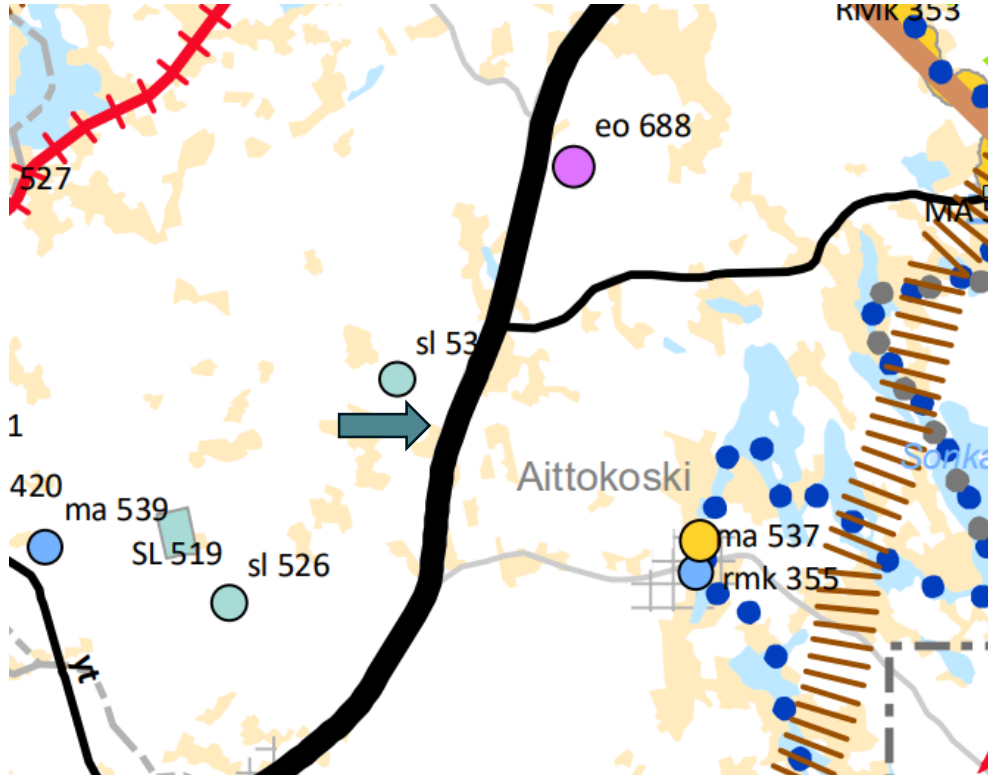 RMk 353
eo 688
527
MA
sl 53
1
Aittokoski
Sonka
420
ma 539
SL 519
sl 526
ma 537
rmk 355
yt